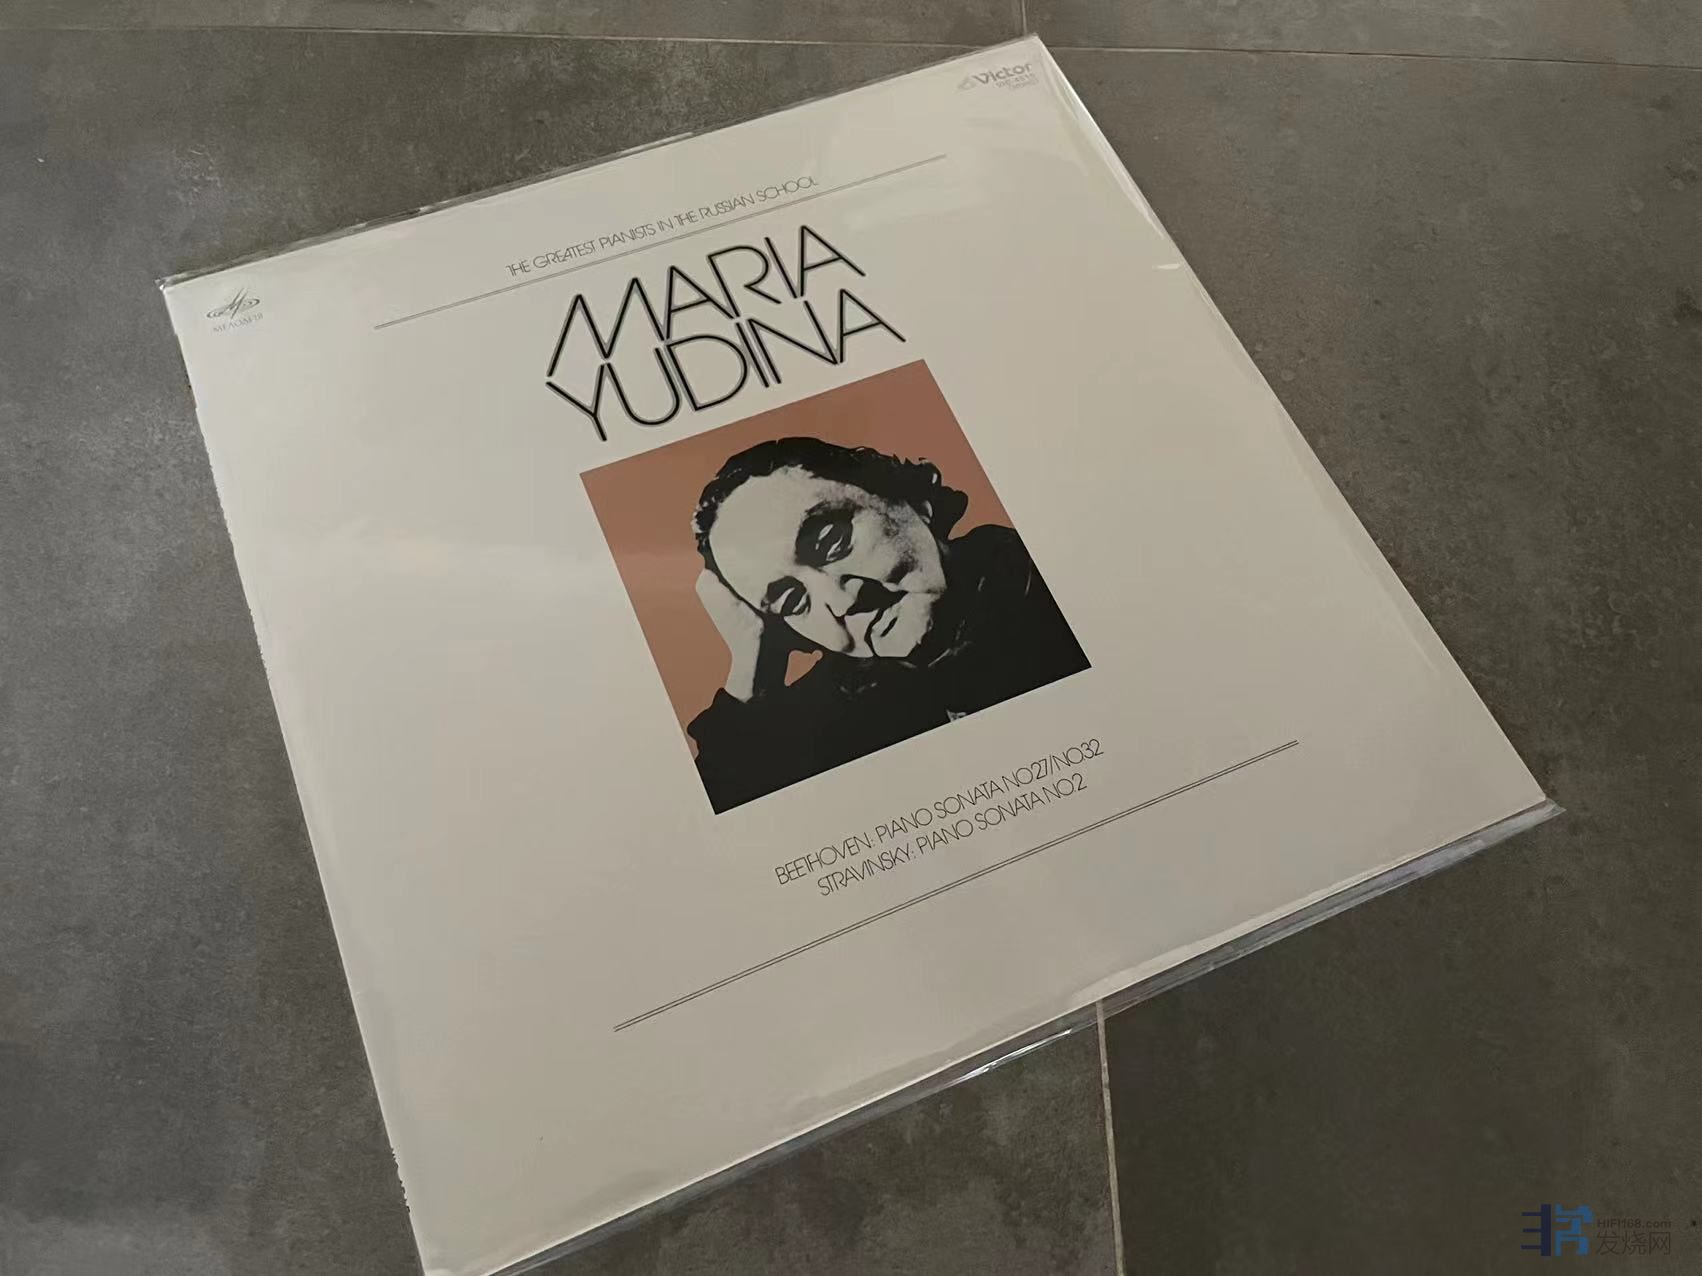 Victor
THE GREATEST PIANISTS IN THE RUSSIAN SCHOOL
МЕЛОДИЯ
MARIA
YUDINA
BEETHOVEN: PIANO SONATA NO.27/NO.32
STRAVINSKY: PIANO SONATA NO.2
HIFI168.com
发烧网